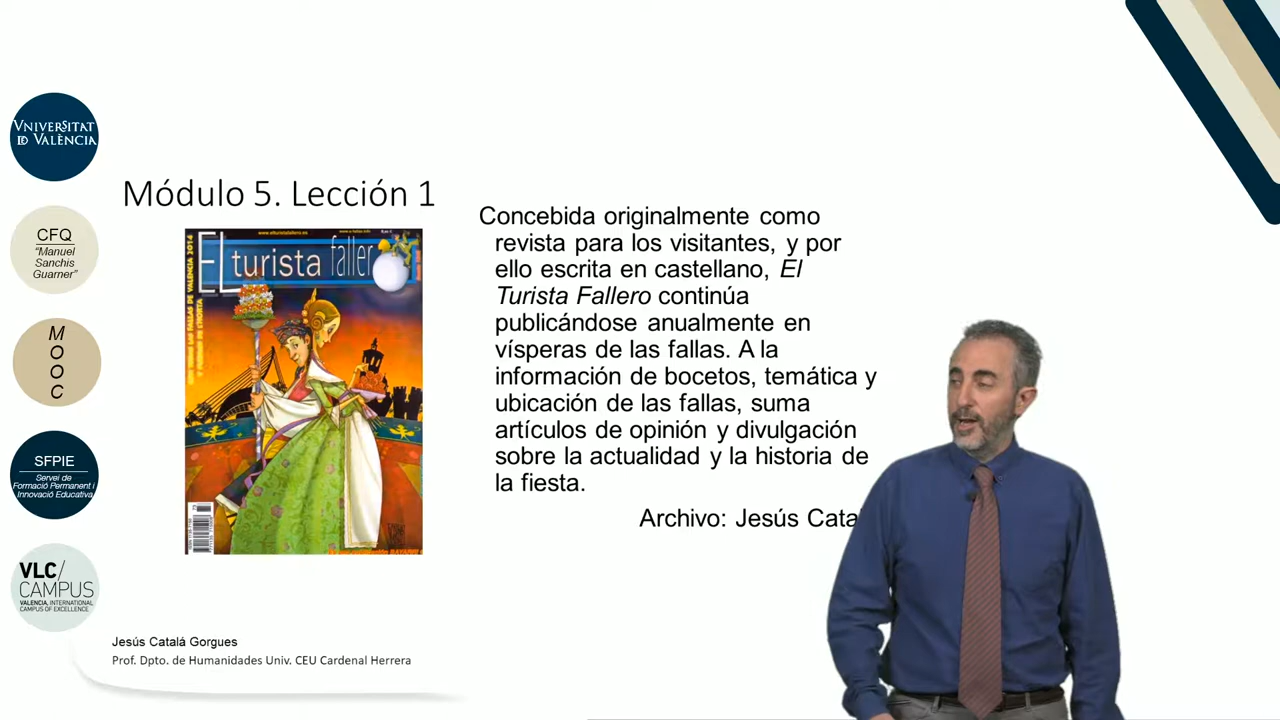 VNIVERSITAT
ID VALÈNCIA
CFQ
"Manuel
Sanchis
Guarner"
M
O
O
C
SFPIE
Servei de
Formació Permanent i
Innovació Educativa
VLC/
CAMPUS
VALENCIA, INTERNATIONAL
CAMPUS OF EXCELLENCE
Módulo 5. Lección 1
www.elturistafallero.es
EL turista faller
Concebida originalmente como
revista para los visitantes, y por
ello escrita en castellano, El
Turista Fallero continúa
publicándose anualmente en
vísperas de las fallas. A la
información de bocetos, temática y
ubicación de las fallas, suma
artículos de opinión y divulgación
sobre la actualidad y la historia de
la fiesta.
Archivo: Jesús Cata
Jesús Catalá Gorgues
Prof. Dpto. de Humanidades Univ. CEU Cardenal Herrera